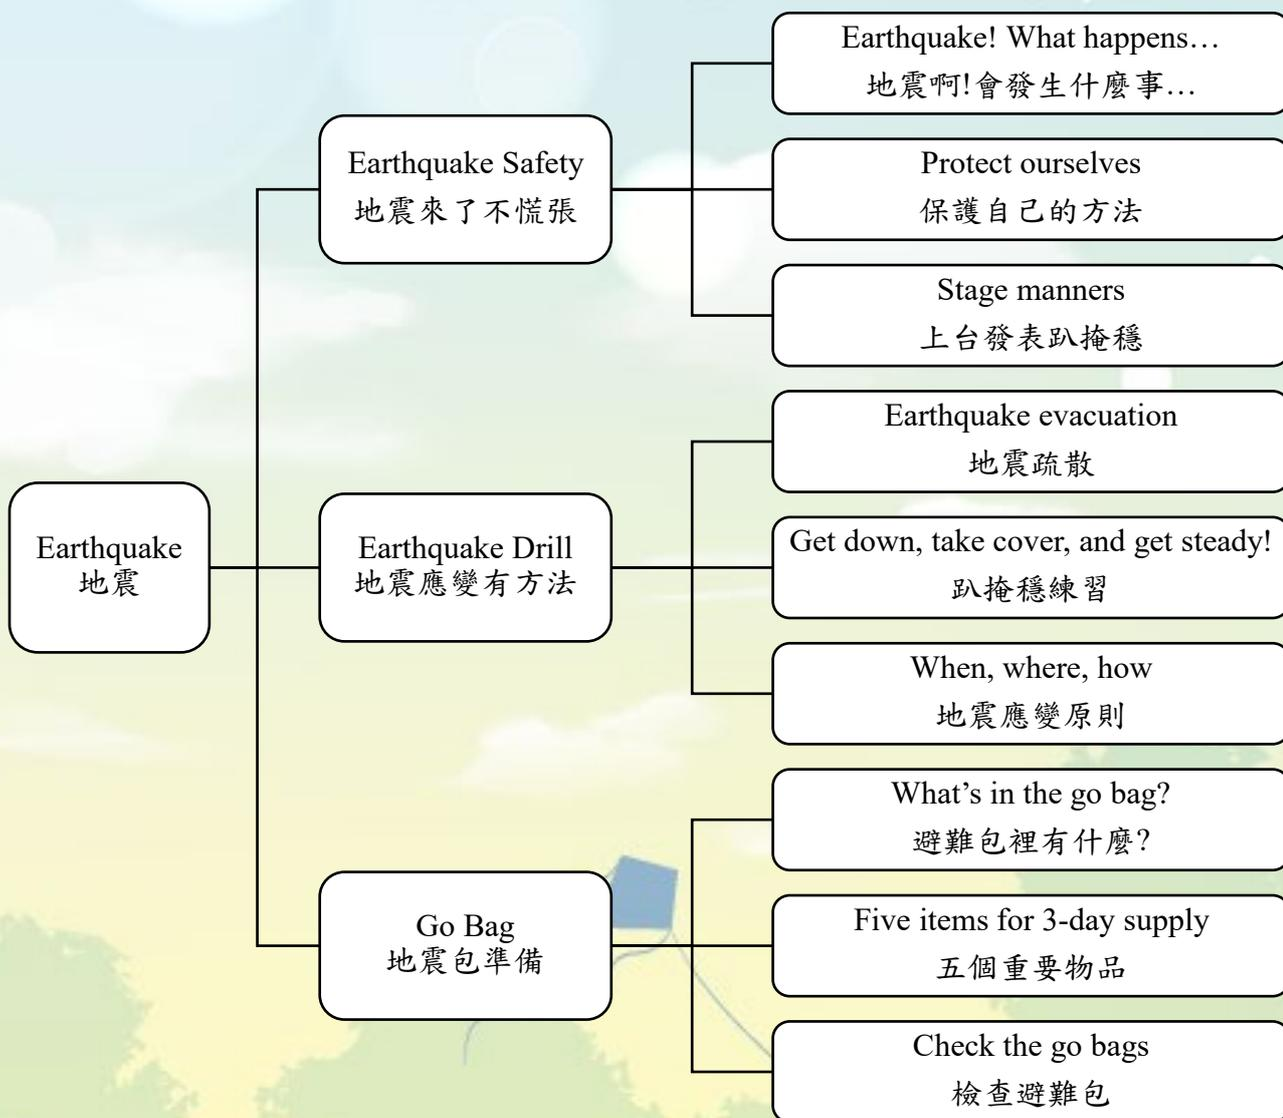 Earthquake
地震
Earthquake Safety
地震來了不慌張
Earthquake! What happens…
地震啊!會發生什麼事…
Protect ourselves
保護自己的方法
Stage manners
上台發表趴掩穩
Earthquake Drill
地震應變有方法
Earthquake evacuation
地震疏散
Get down, take cover, and get steady!
趴掩穩練習
When, where, how
地震應變原則
Go Bag
地震包準備
What’s in the go bag?
避難包裡有什麼?
Five items for 3-day supply
五個重要物品
Check the go bags
檢查避難包